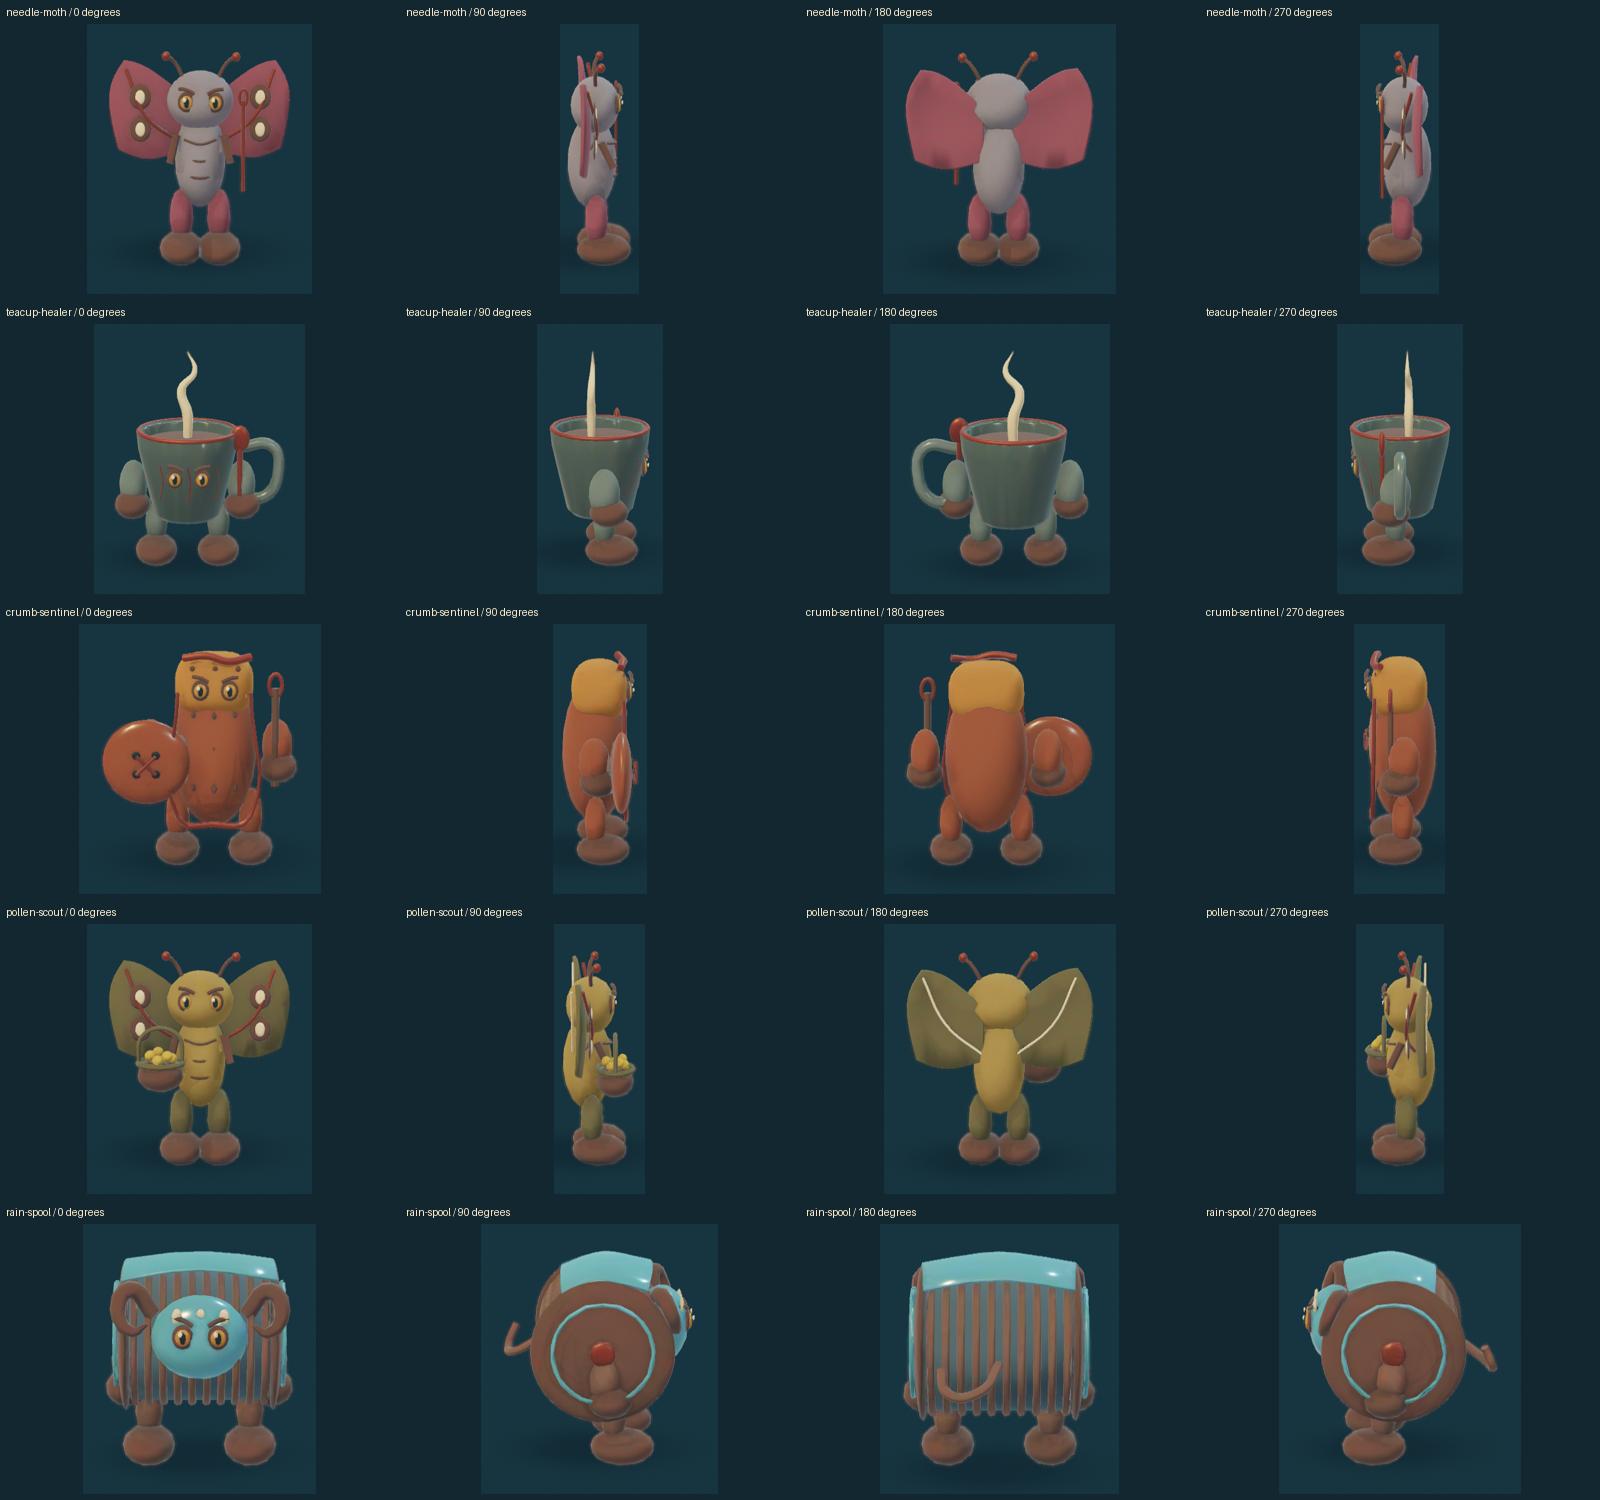 needle-moth / 0 degrees
needle-moth / 90 degrees
needle-moth / 180 degrees
needle-moth / 270 degrees
teacup-healer / 0 degrees
teacup-healer / 90 degrees
teacup-healer / 180 degrees
teacup-healer / 270 degrees
crumb-sentinel / 0 degrees
crumb-sentinel / 90 degrees
crumb-sentinel / 180 degrees
crumb-sentinel / 270 degrees
pollen-scout / 0 degrees
pollen-scout / 90 degrees
pollen-scout / 180 degrees
pollen-scout / 270 degrees
rain-spool / 0 degrees
rain-spool / 90 degrees
rain-spool / 180 degrees
rain-spool / 270 degrees